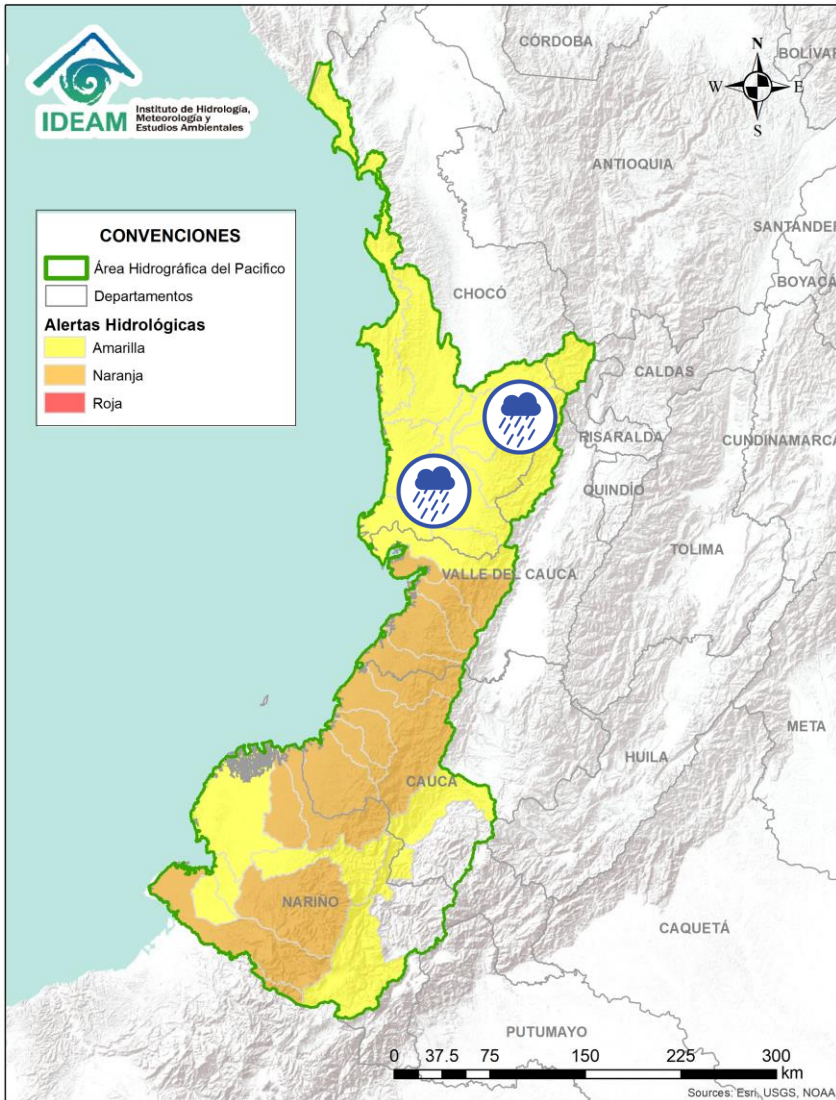 CÓRDOBA
BOLÍVAR
N
W E
S
IDEAM
Instituto de Hidrología,
Meteorología y
Estudios Ambientales
ANTIOQUIA
SANTANDER
CONVENCIONES
Área Hidrográfica del Pacifico
Departamentos
Alertas Hidrológicas
Amarilla
Naranja
Roja
BOYACÁ
CHOCÓ
CALDAS
RISARALDA
CUNDINAMARCA
QUINDÍO
TOLIMA
VALLE DEL CAUCA
META
HUILA
CAUCA
NARIÑO
CAQUETÁ
PUTUMAYO
0 37.5 75 150 225 300
km
Sources: Esri, USGS, NOAA